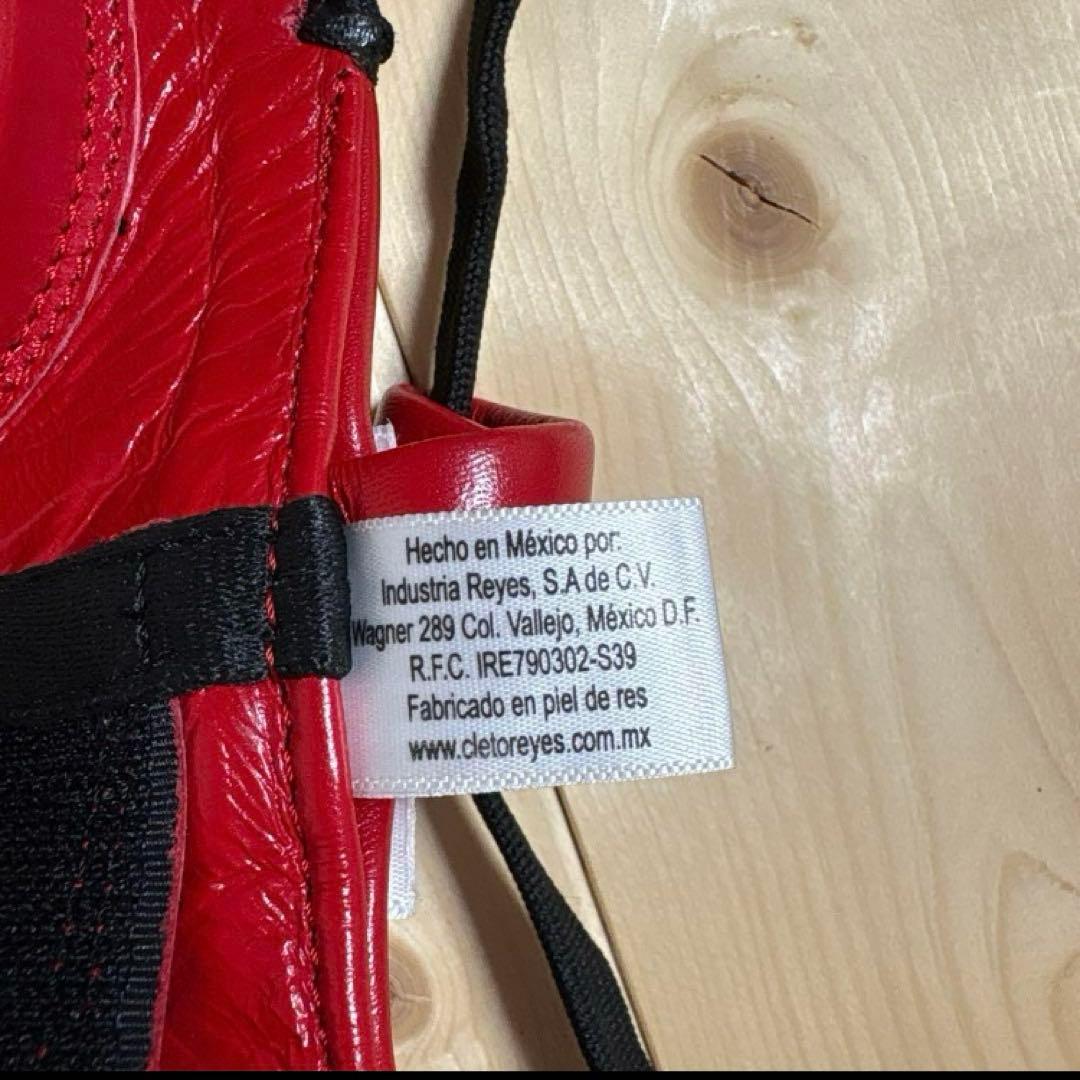 Hecho en México por:
Industria Reyes, S.A de C.V.
Wagner 289 Col. Vallejo, México D.F.
R.F.C. IRE790302-S39
Fabricado en piel de res
www.cletoreyes.com.mx